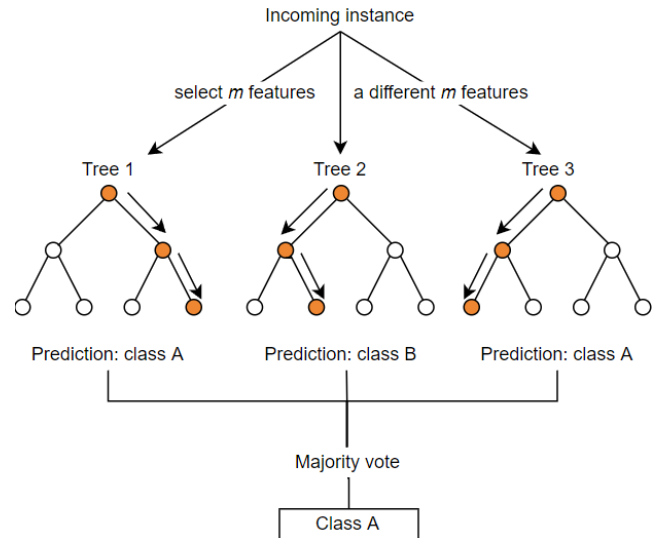 Incoming instance
select m features
a different m features
Tree 1
Tree 2
Tree 3
Prediction: class A
Prediction: class B
Prediction: class A
Majority vote
Class A